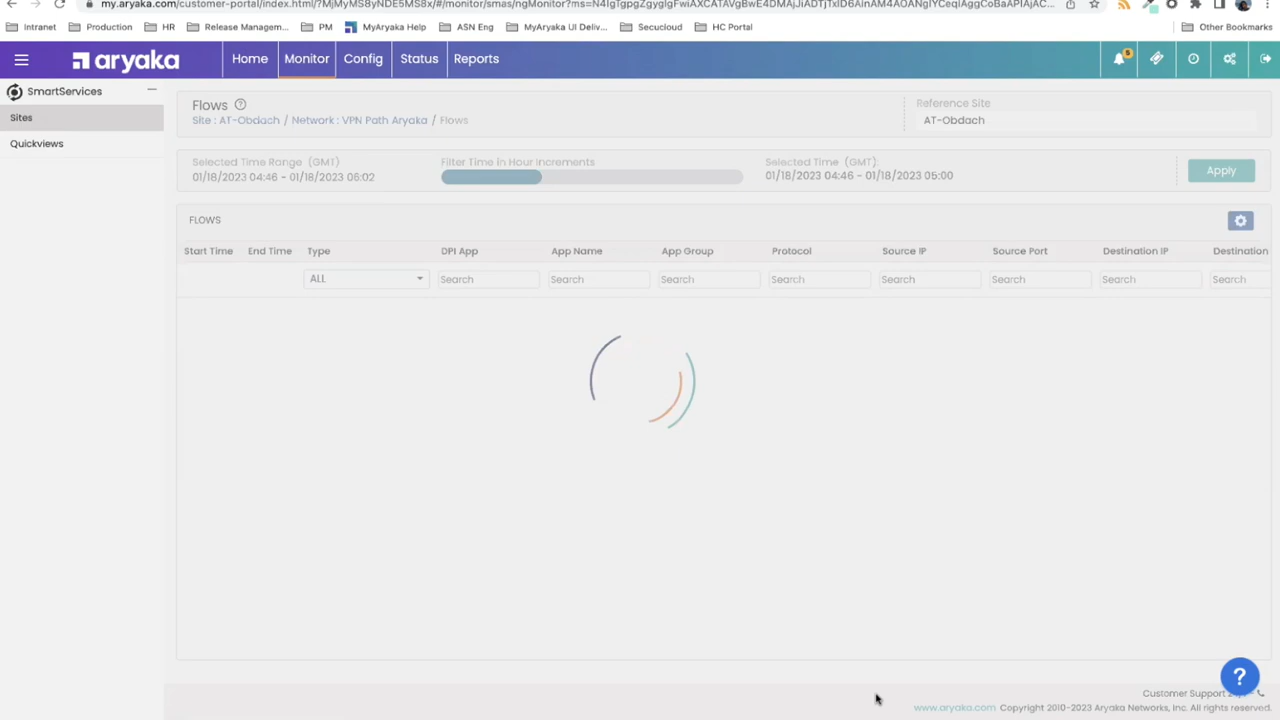 my.aryaka.com/customer-portal/index.html/?MjMyMS8yNDE5MS8x/#/monitor/smas/ngMonitor?ms=
Intranet Production HR Release Manag... PM MyAryaka Help ASN Eng MyAryaka UI Deliv... Secucloud HC Portal Other Bookmarks
aryaka Home Monitor Config Status Reports 5
SmartServices
Sites
Quickviews
Flows ?
Site : AT-Obdach / Network : VPN Path Aryaka / Flows
Reference Site
AT-Obdach
Selected Time Range (GMT) Filter Time in Hour Increments Selected Time (GMT):
01/18/2023 04:46 - 01/18/2023 06:02 01/18/2023 04:46 - 01/18/2023 05:00 Apply
FLOWS
Start Time End Time Type DPI App App Name App Group Protocol Source IP Source Port Destination IP Destination
ALL Search Search Search Search Search Search Search Search
?
Customer Support
www.aryaka.com Copyright 2010-2023 Aryaka Networks, Inc. All rights reserved.